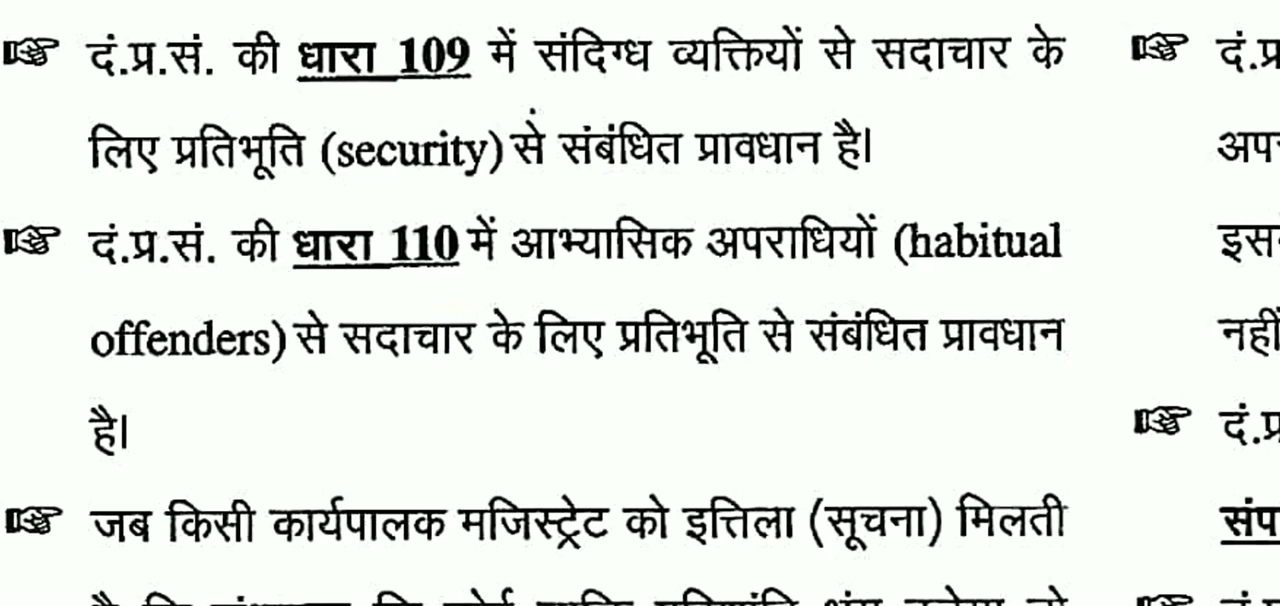 दं.प्र.सं. की धारा 109 में संदिग्ध व्यक्तियों से सदाचार के
लिए प्रतिभूति (security) से संबंधित प्रावधान है।
दं.प्र.सं. की धारा 110 में आभ्यासिक अपराधियों (habitual
offenders) से सदाचार के लिए प्रतिभूति से संबंधित प्रावधान
है।
जब किसी कार्यपालक मजिस्ट्रेट को इत्तिला (सूचना) मिलती
दं.प्र
अप
इस
नहीं
दं.प्र
संप